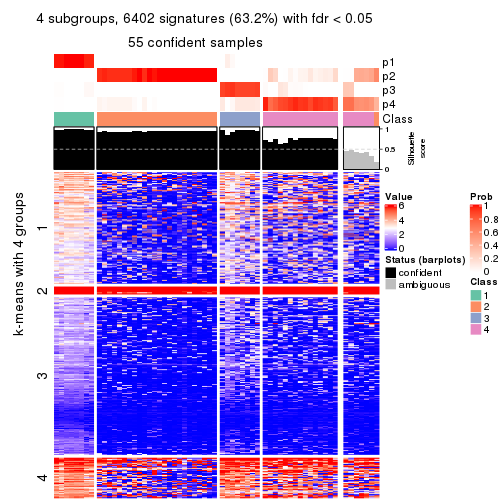 4 subgroups, 6402 signatures (63.2%) with fdr < 0.05
55 confident samples
p1
p2
p3
p4
Class
1
0.5
0
Silhouette
score
k-means with 4 groups
1
2
3
4
Value
6
4
2
0
Status (barplots)
confident
ambiguous
Prob
1
0.8
0.6
0.4
0.2
0
Class
1
2
3
4